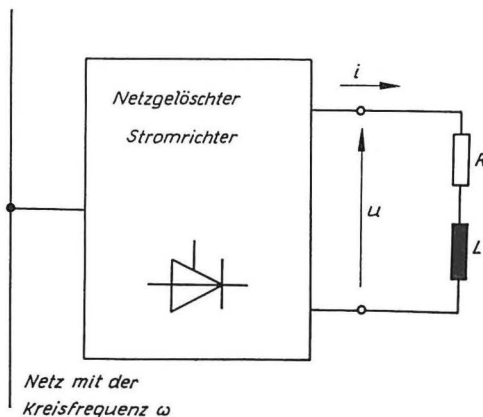 Netzgelöschter
Stromrichter
i
u
R
L
Netz mit der
Kreisfrequenz ω